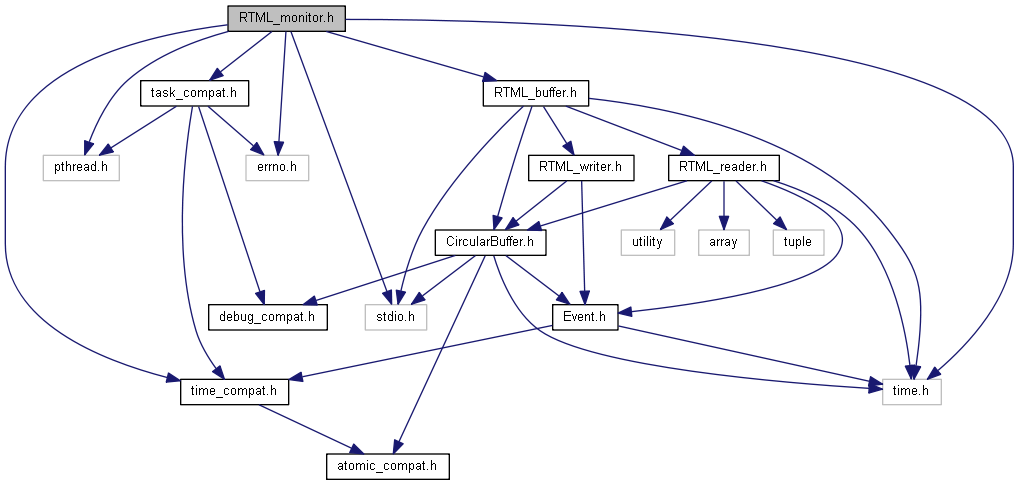 RTML_monitor.h
task_compat.h
RTML_buffer.h
pthread.h
errno.h
RTML_writer.h
RTML_reader.h
CircularBuffer.h
utility
array
tuple
debug_compat.h
stdio.h
Event.h
time_compat.h
time.h
atomic_compat.h